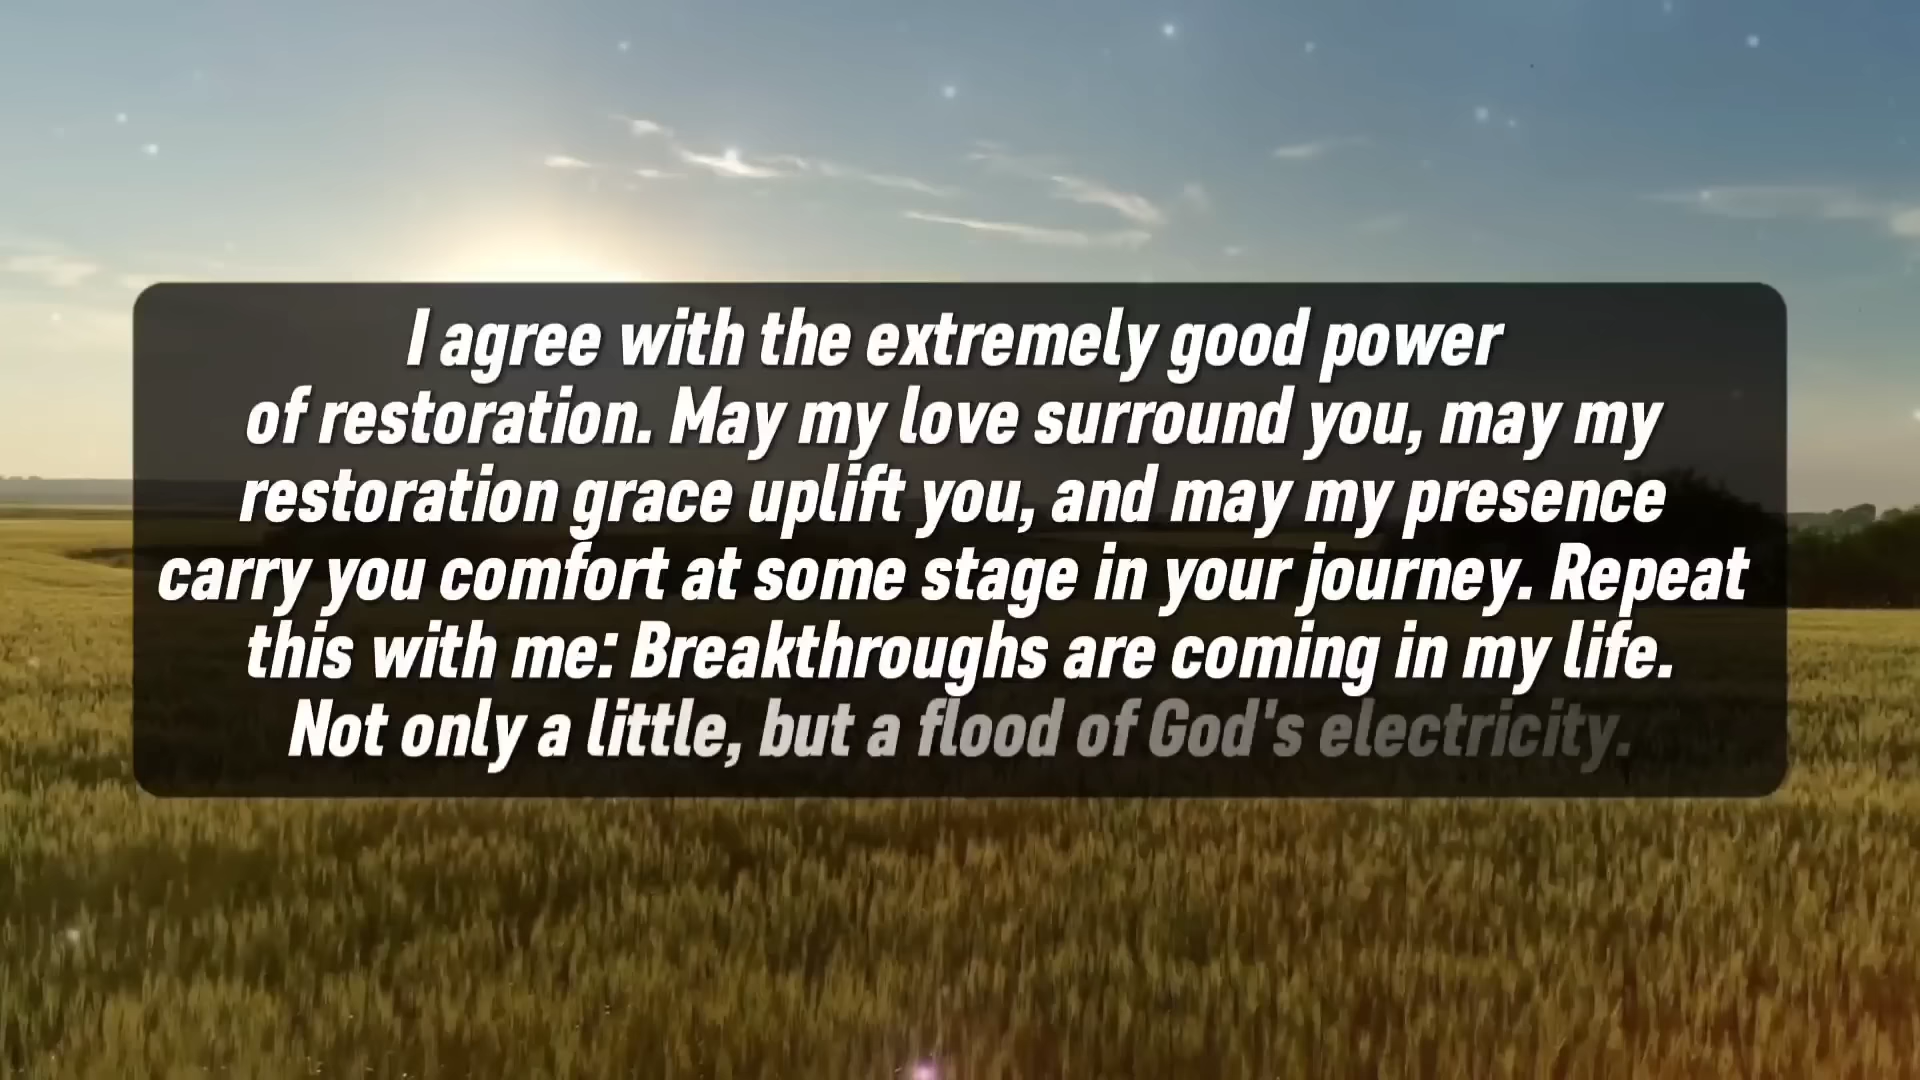 I agree with the extremely good power
of restoration. May my love surround you, may my
restoration grace uplift you, and may my presence
carry you comfort at some stage in your journey. Repeat
this with me: Breakthroughs are coming in my life.
Not only a little, but a flood of God's electricity.